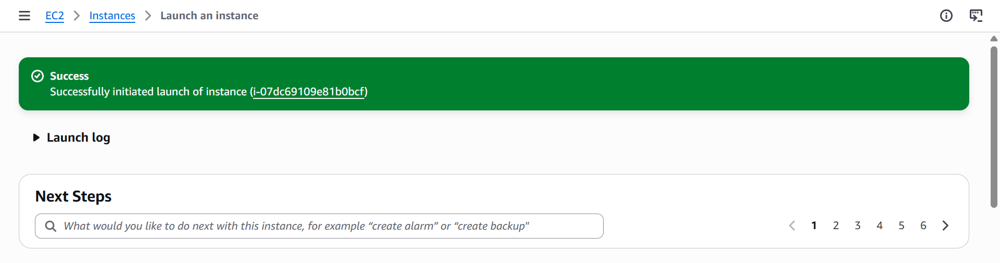 EC2 > Instances > Launch an instance
Success
Successfully initiated launch of instance (i-07dc69109e81b0bcf)
Launch log
Next Steps
What would you like to do next with this instance, for example “create alarm” or “create backup"
1 2 3 4 5 6